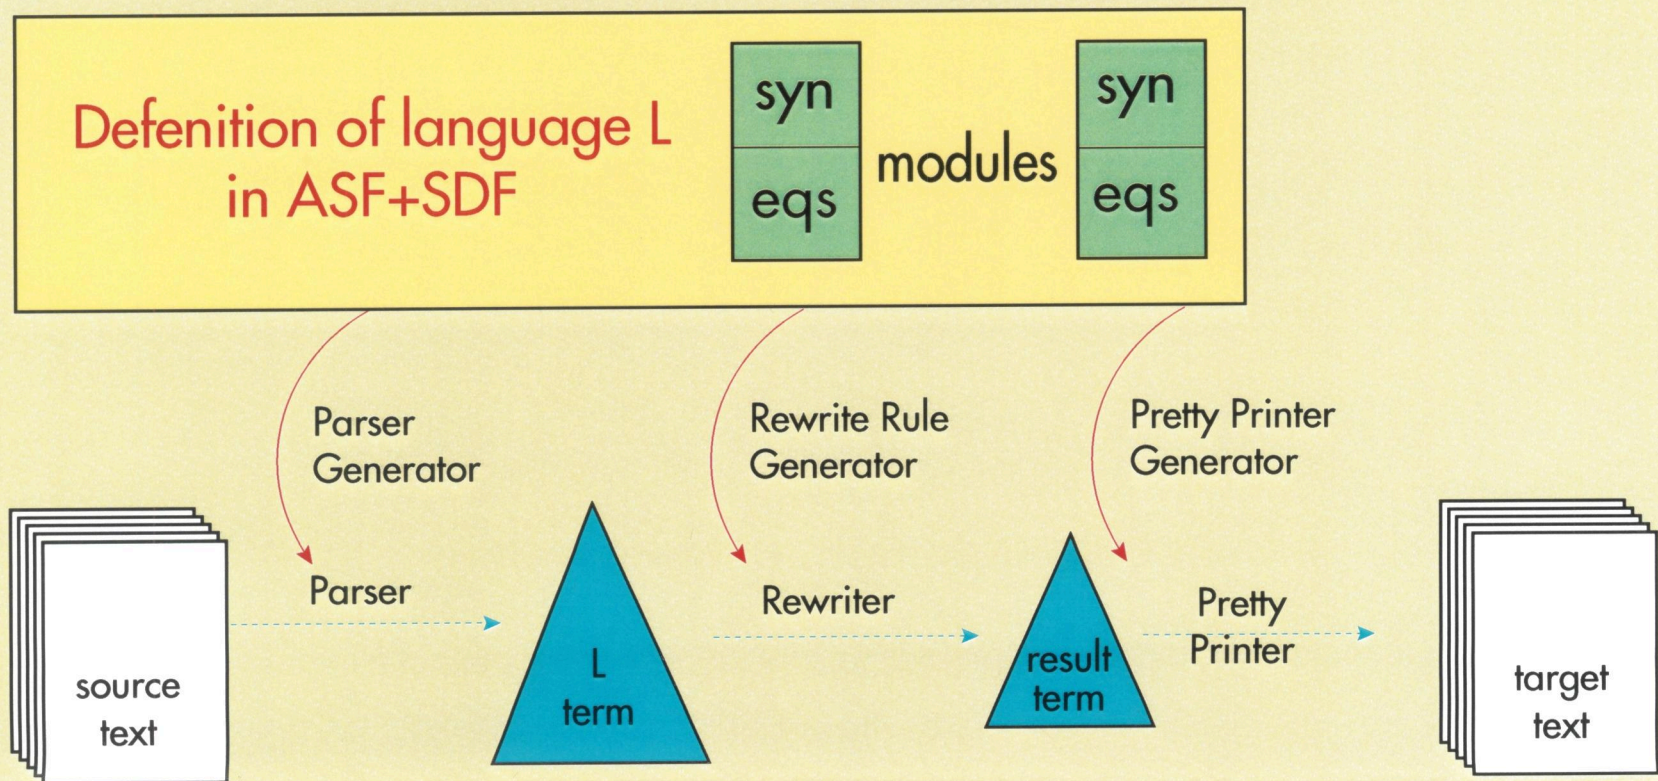 Defenition of language L
in ASF+SDF
syn
eqs
modules
syn
eqs
Parser
Generator
Rewrite Rule
Generator
Pretty Printer
Generator
source
text
Parser
L
term
Rewriter
result
term
Pretty
Printer
target
text